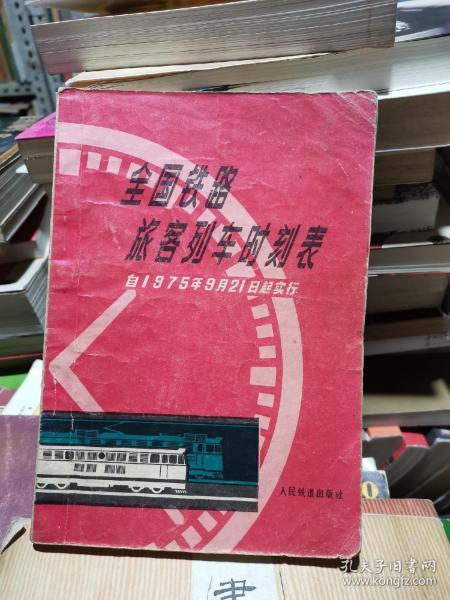 全国铁路
旅客列车时刻表
自1975年9月21日起实行
人民铁道出版社
孔夫子旧书网
www.kongfz.com